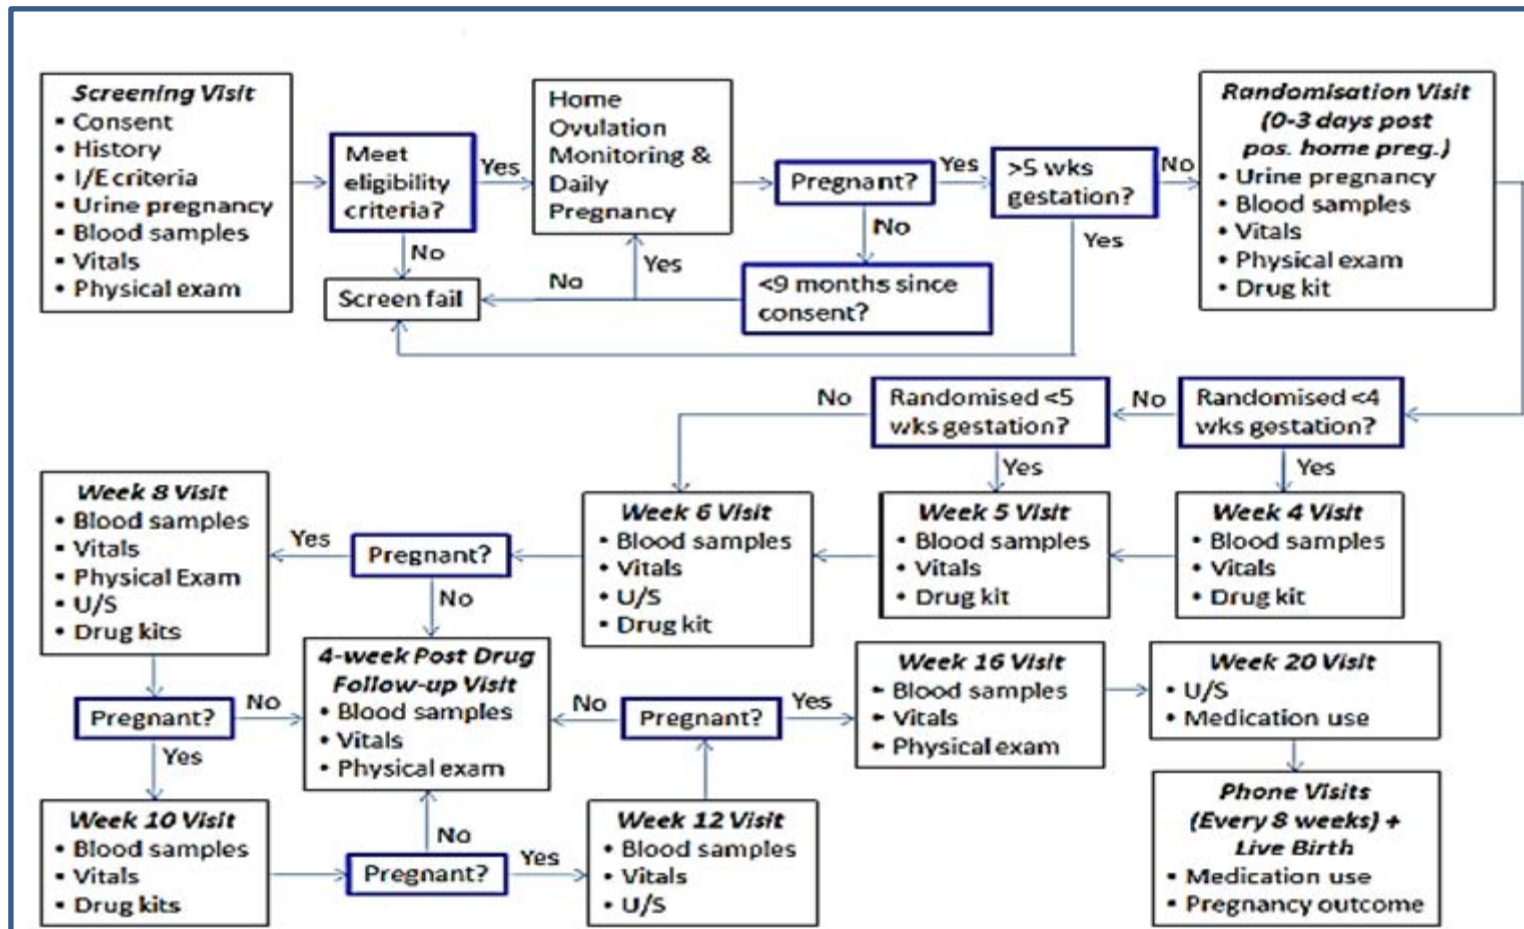 Screening Visit
▪ Consent
▪ History
▪ I/E criteria
▪ Urine pregnancy
▪ Blood samples
▪ Vitals
▪ Physical exam
Meet
eligibility
criteria?
Yes
No
Screen fail
Home
Ovulation
Monitoring &
Daily
Pregnancy
Pregnant?
Yes
No
<9 months since
consent?
Yes
No
>5 wks
gestation?
No
Yes
Randomisation Visit
(0-3 days post
pos. home preg.)
▪ Urine pregnancy
▪ Blood samples
▪ Vitals
▪ Physical exam
▪ Drug kit
Randomised <4
wks gestation?
No
Yes
Randomised <5
wks gestation?
No
Yes
Week 4 Visit
▪ Blood samples
▪ Vitals
▪ Drug kit
Week 5 Visit
▪ Blood samples
▪ Vitals
▪ Drug kit
Week 6 Visit
▪ Blood samples
▪ Vitals
▪ U/S
▪ Drug kit
Pregnant?
Yes
No
Week 8 Visit
▪ Blood samples
▪ Vitals
▪ Physical Exam
▪ U/S
▪ Drug kits
Pregnant?
No
Yes
4-week Post Drug
Follow-up Visit
▪ Blood samples
▪ Vitals
▪ Physical exam
Week 10 Visit
▪ Blood samples
▪ Vitals
▪ Drug kits
Pregnant?
No
Yes
Week 12 Visit
▪ Blood samples
▪ Vitals
▪ U/S
Pregnant?
No
Yes
Week 16 Visit
▪ Blood samples
▪ Vitals
▪ Physical exam
Week 20 Visit
▪ U/S
▪ Medication use
Phone Visits
(Every 8 weeks) +
Live Birth
▪ Medication use
▪ Pregnancy outcome